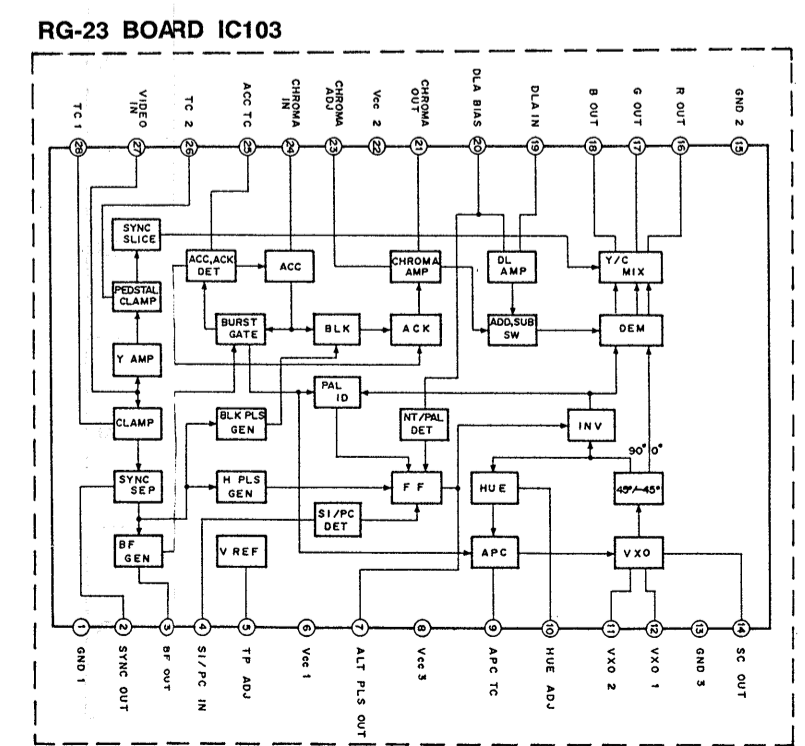 RG-23 BOARD IC103
TC 1
VIDEO IN
TC 2
ACC TC
CHROMA IN
CHROMA ADJ
Vcc 2
CHROMA OUT
DLA BIAS
DLA IN
B OUT
G OUT
R OUT
GND 2
28
27
26
25
24
23
22
21
20
19
18
17
16
15
SYNC SLICE
ACC,ACK DET
ACC
CHROMA AMP
DL AMP
Y/C MIX
PEDSTAL CLAMP
BURST GATE
BLK
ACK
ADD,SUB SW
DEM
Y AMP
PAL ID
CLAMP
BLK PLS GEN
NT/PAL DET
INV
90° 0°
SYNC SEP
H PLS GEN
FF
HUE
45°/-45°
SI/PC DET
BF GEN
V REF
APC
VXO
1
2
3
4
5
6
7
8
9
10
11
12
13
14
GND 1
SYNC OUT
BF OUT
SI/PC IN
TP ADJ
Vcc 1
ALT PLS OUT
Vcc 3
APC TC
HUE ADJ
VXO 2
VXO 1
GND 3
SC OUT